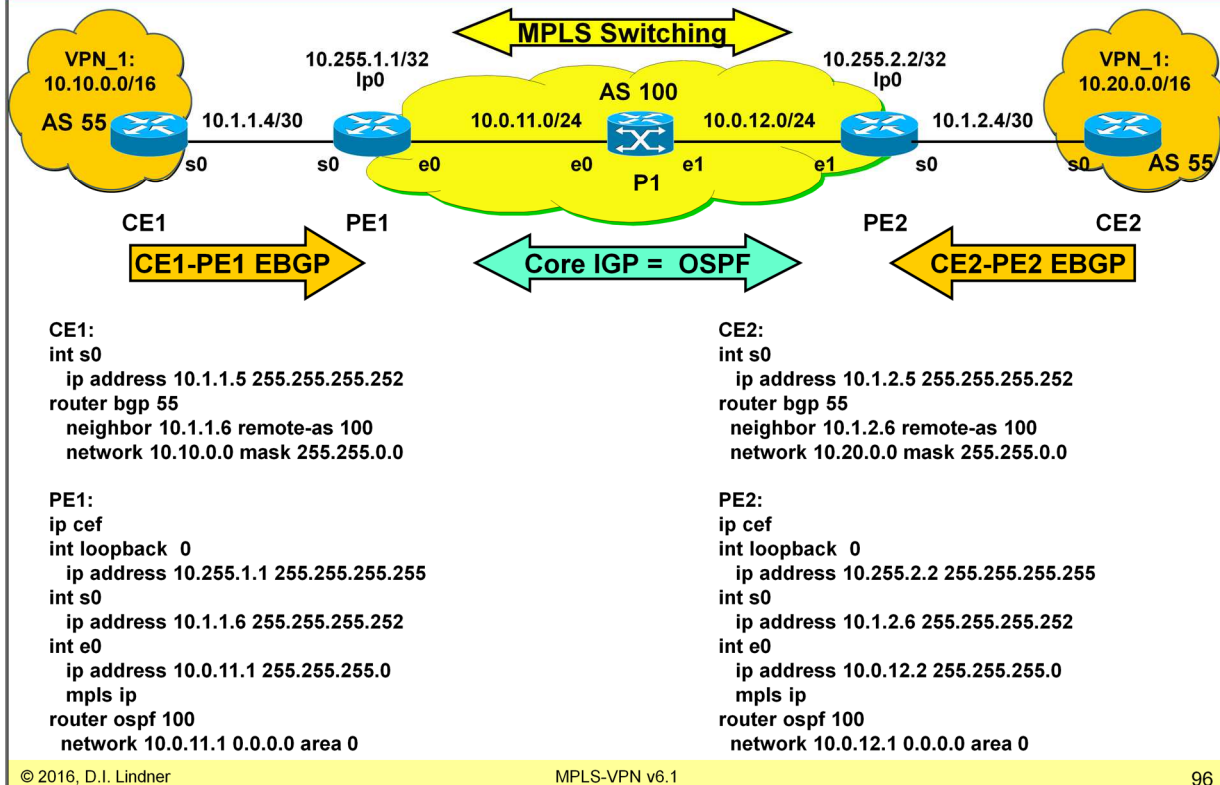 MPLS Switching
VPN_1:
10.10.0.0/16
AS 55
10.1.1.4/30
10.255.1.1/32
lp0
AS 100
10.0.11.0/24
10.0.12.0/24
10.255.2.2/32
lp0
10.1.2.4/30
VPN_1:
10.20.0.0/16
AS 55
s0
s0
e0
e0
P1
e1
e1
s0
s0
CE1
PE1
PE2
CE2
CE1-PE1 EBGP
Core IGP = OSPF
CE2-PE2 EBGP
CE1:
int s0
ip address 10.1.1.5 255.255.255.252
router bgp 55
neighbor 10.1.1.6 remote-as 100
network 10.10.0.0 mask 255.255.0.0
PE1:
ip cef
int loopback 0
ip address 10.255.1.1 255.255.255.255
int s0
ip address 10.1.1.6 255.255.255.252
int e0
ip address 10.0.11.1 255.255.255.0
mpls ip
router ospf 100
network 10.0.11.1 0.0.0.0 area 0
CE2:
int s0
ip address 10.1.2.5 255.255.255.252
router bgp 55
neighbor 10.1.2.6 remote-as 100
network 10.20.0.0 mask 255.255.0.0
PE2:
ip cef
int loopback 0
ip address 10.255.2.2 255.255.255.255
int s0
ip address 10.1.2.6 255.255.255.252
int e0
ip address 10.0.12.2 255.255.255.0
mpls ip
router ospf 100
network 10.0.12.1 0.0.0.0 area 0
© 2016, D.I. Lindner
MPLS-VPN v6.1
96